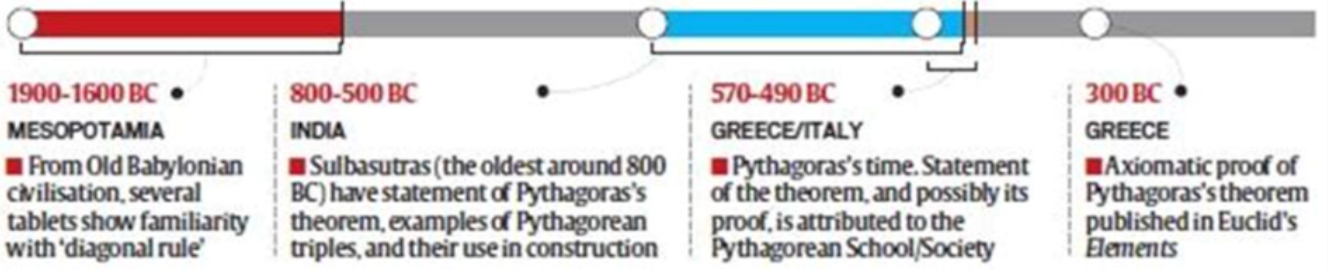 1900-1600 BC
MESOPOTAMIA
From Old Babylonian
civilisation, several
tablets show familiarity
with ‘diagonal rule’
800-500 BC
INDIA
Sulbasutras (the oldest around 800
BC) have statement of Pythagoras’s
theorem, examples of Pythagorean
triples, and their use in construction
570-490 BC
GREECE/ITALY
Pythagoras’s time. Statement
of the theorem, and possibly its
proof, is attributed to the
Pythagorean School/Society
300 BC
GREECE
Axiomatic proof of
Pythagoras’s theorem
published in Euclid’s
Elements